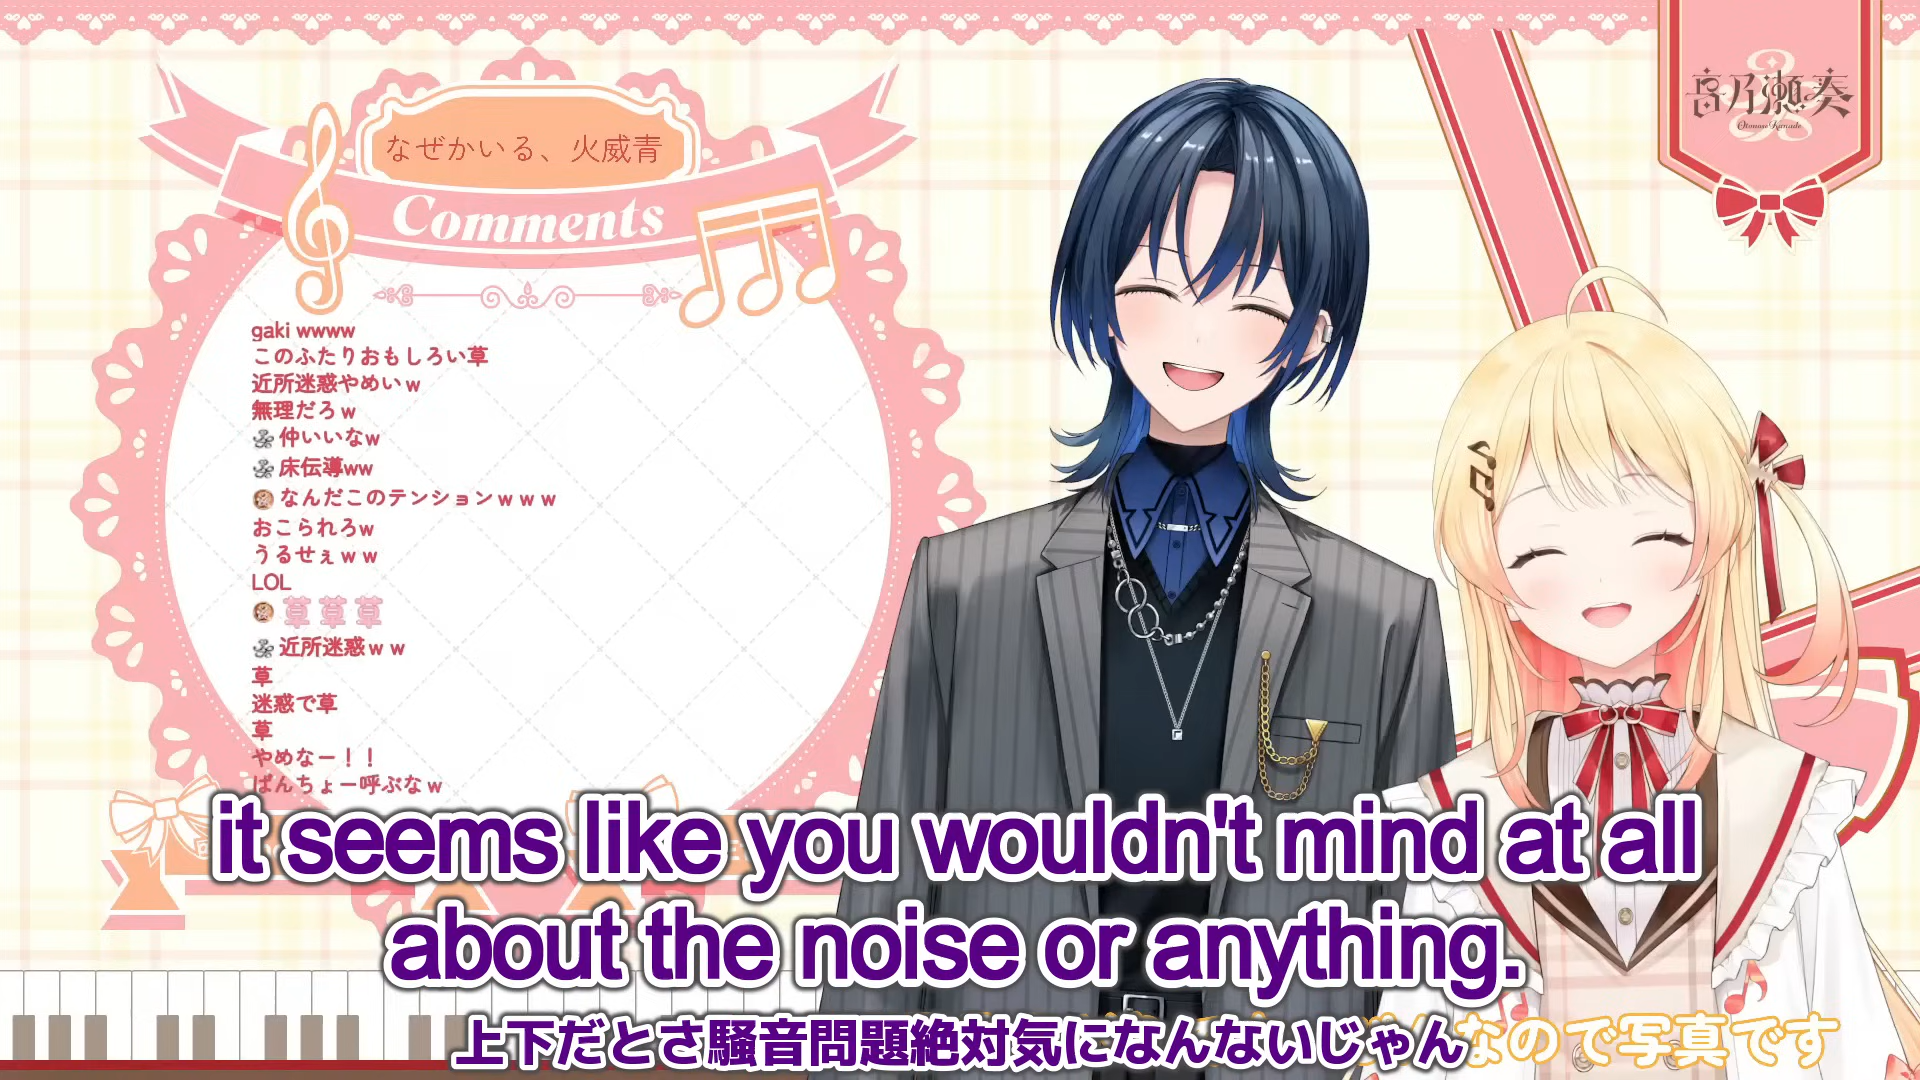 音乃瀬奏
Otonose Kanade
なぜかいる、火威青
Comments
gaki wwww
このふたりおもしろい草
近所迷惑やめいｗ
無理だろｗ
仲いいなw
床伝導ww
なんだこのテンションｗｗｗ
おこられろw
うるせぇｗｗ
LOL
草草草
近所迷惑ｗｗ
草
迷惑で草
草
やめなー！！
ばんちょー呼ぶなｗ
it seems like you wouldn't mind at all
about the noise or anything.
上下だとさ騒音問題絶対気になんないじゃん
なので写真です